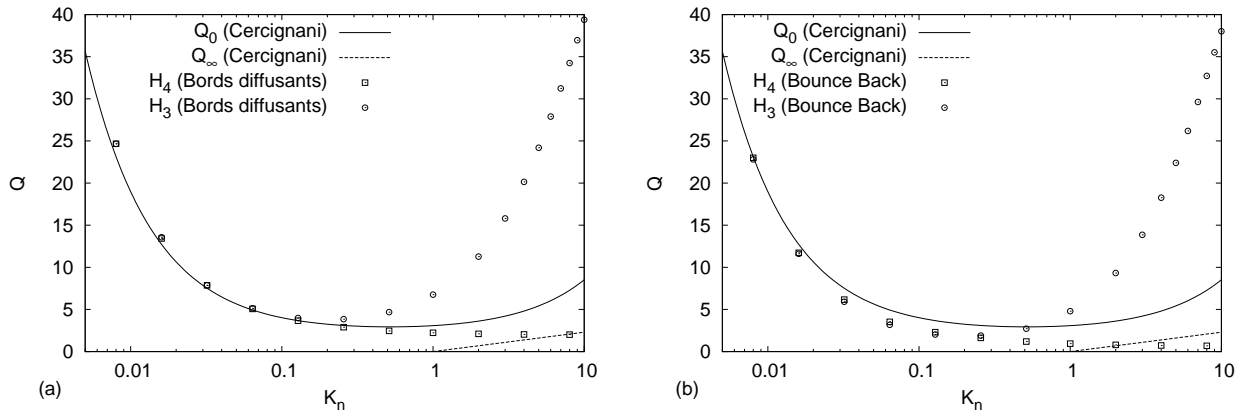 40
35
30
25
20
15
10
5
0
Q
Q0 (Cercignani)
Q∞ (Cercignani)
H4 (Bords diffusants)
H3 (Bords diffusants)
0.01 0.1 1 10
(a)
Kn
40
35
30
25
20
15
10
5
0
Q
Q0 (Cercignani)
Q∞ (Cercignani)
H4 (Bounce Back)
H3 (Bounce Back)
0.01 0.1 1 10
(b)
Kn